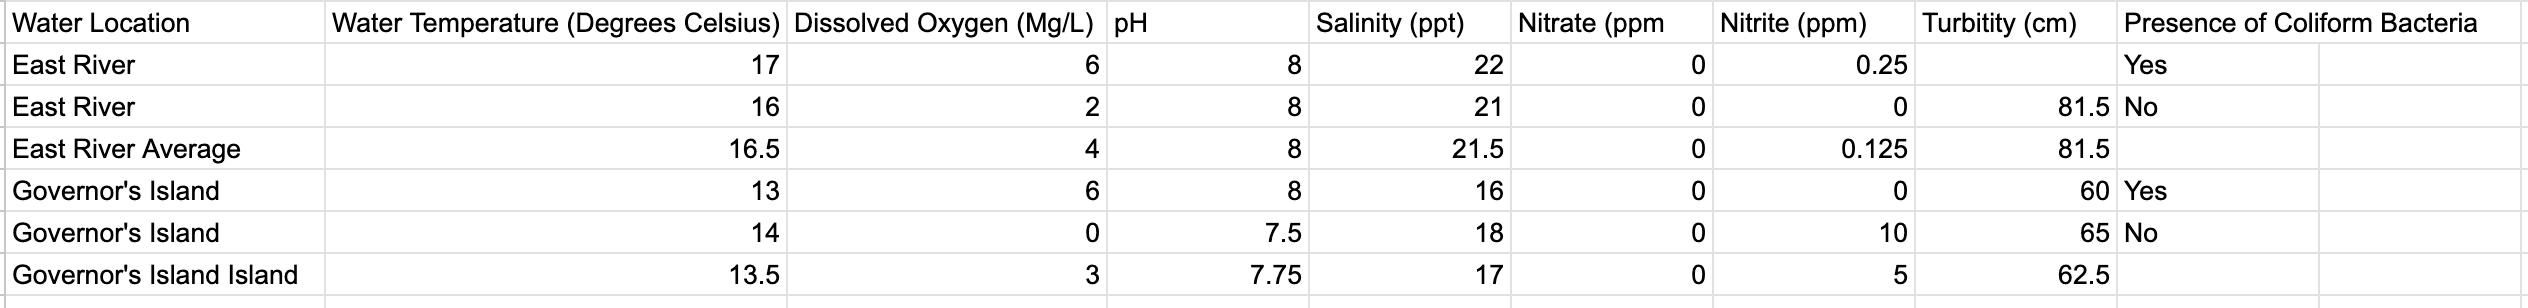 Water Location Water Temperature (Degrees Celsius) Dissolved Oxygen (Mg/L) pH Salinity (ppt) Nitrate (ppm Nitrite (ppm) Turbitity (cm) Presence of Coliform Bacteria
East River 17 6 8 22 0 0.25 Yes
East River 16 2 8 21 0 0 81.5 No
East River Average 16.5 4 8 21.5 0 0.125 81.5
Governor's Island 13 6 8 16 0 0 60 Yes
Governor's Island 14 0 7.5 18 0 10 65 No
Governor's Island Island 13.5 3 7.75 17 0 5 62.5